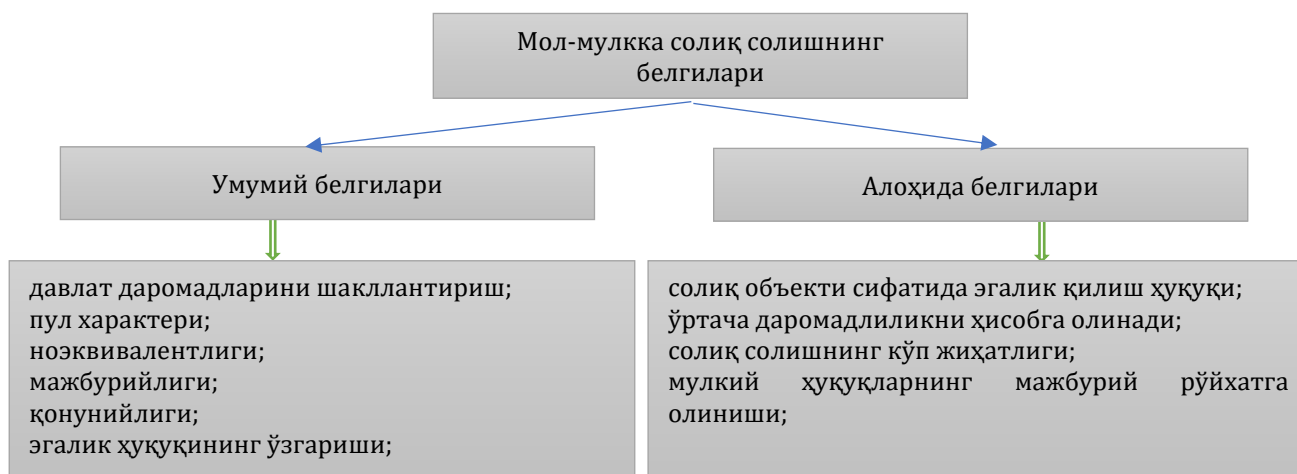 Мол-мулкка солиқ солишнинг
белгилари
Умумий белгилари
Алоҳида белгилари
давлат даромадларини шакллантириш;
пул характери;
ноэквивалентлиги;
мажбурийлиги;
қонунийлиги;
эгалик ҳуқуқининг ўзгариши;
солиқ объекти сифатида эгалик қилиш ҳуқуқи;
ўртача даромадлиликни ҳисобга олинади;
солиқ солишнинг кўп жиҳатлиги;
мулкий ҳуқуқларнинг мажбурий рўйхатга
олиниши;